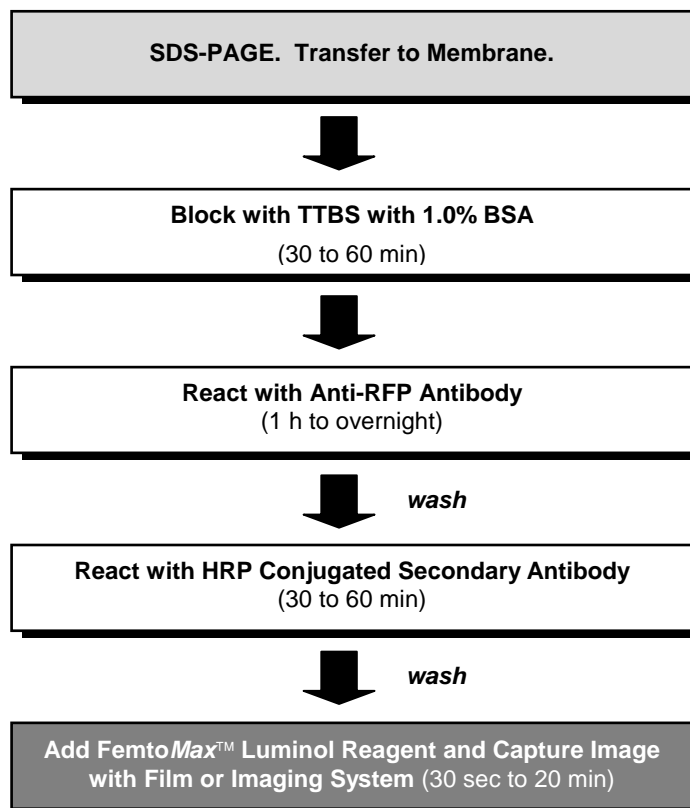 SDS-PAGE.  Transfer to Membrane.
Block with TTBS with 1.0% BSA
(30 to 60 min)
React with Anti-RFP Antibody
(1 h to overnight)
wash
React with HRP Conjugated Secondary Antibody
(30 to 60 min)
wash
Add FemtoMax™ Luminol Reagent and Capture Image
with Film or Imaging System (30 sec to 20 min)